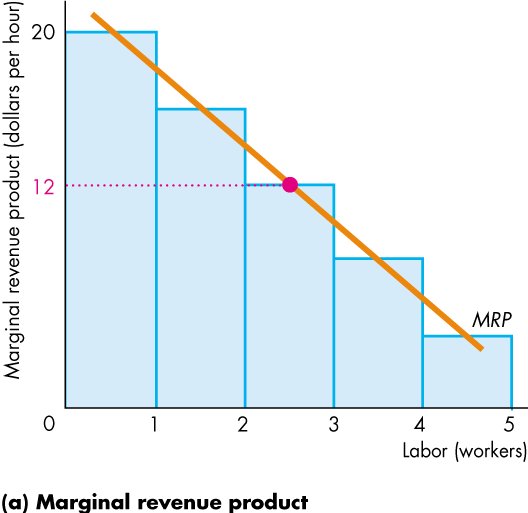 Marginal revenue product (dollars per hour)
20
12
MRP
0 1 2 3 4 5
Labor (workers)
(a) Marginal revenue product